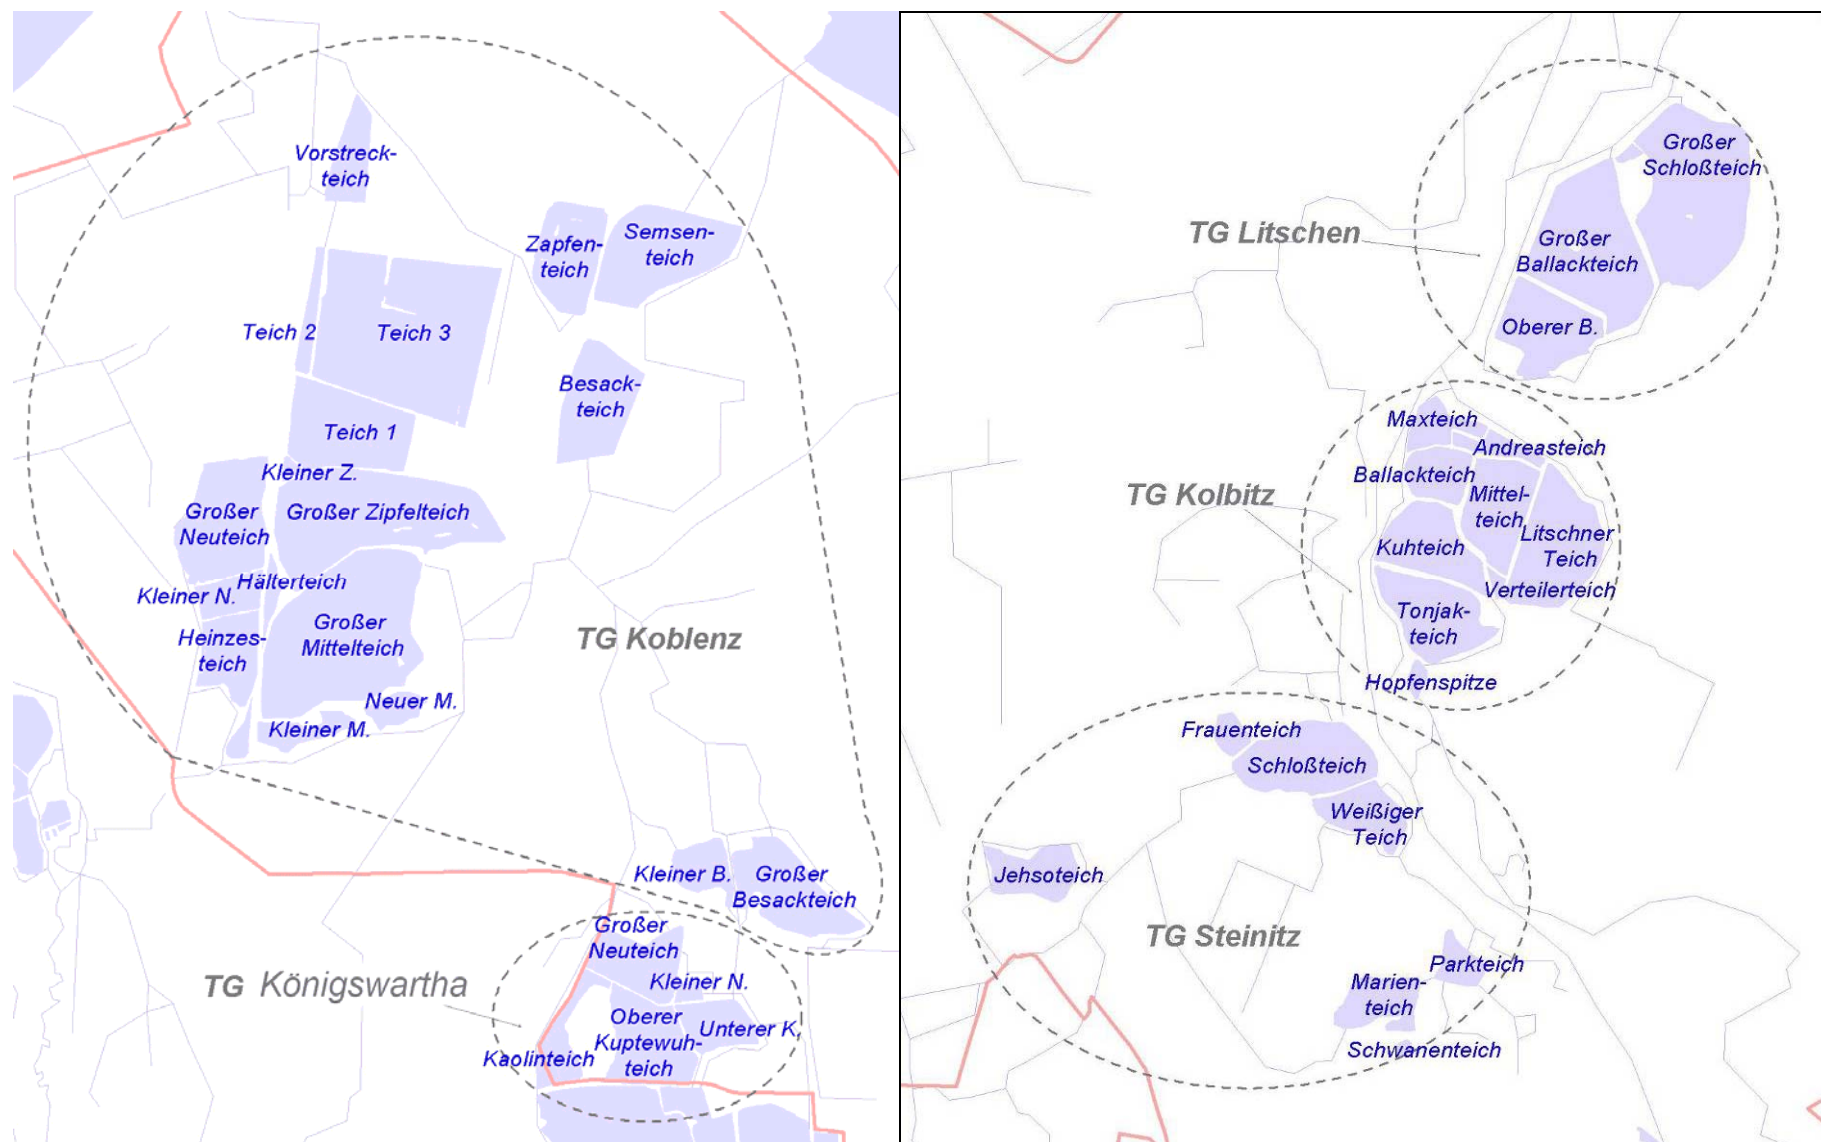 Vorstreck-
teich
Zapfen-
teich
Semsen-
teich
Teich 2
Teich 3
Besack-
teich
Teich 1
Kleiner Z.
Großer
Neuteich
Großer Zipfelteich
Hälterteich
Kleiner N.
Großer
Mittelteich
Heinzes-
teich
TG Koblenz
Neuer M.
Kleiner M.
Kleiner B.
Großer
Besackteich
Großer
Neuteich
Kleiner N.
TG Königswartha
Oberer
Kuptewuh-
teich
Unterer K.
Kaolinteich
Großer
Schloßteich
TG Litschen
Großer
Ballackteich
Oberer B.
Maxteich
Andreasteich
Ballackteich
TG Kolbitz
Mittel-
teich
Litschner
Teich
Kuhteich
Verteilerteich
Tonjak-
teich
Hopfenspitze
Frauenteich
Schloßteich
Weißiger
Teich
Jehsoteich
TG Steinitz
Parkteich
Marien-
teich
Schwanenteich